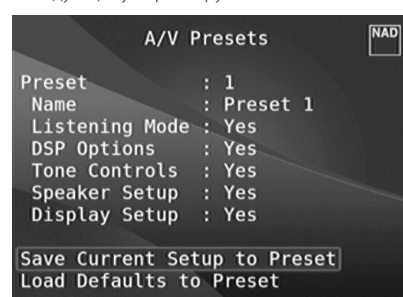 A/V Presets
NAD
Preset : 1
Name : Preset 1
Listening Mode : Yes
DSP Options : Yes
Tone Controls : Yes
Speaker Setup : Yes
Display Setup : Yes
Save Current Setup to Preset
Load Defaults to Preset